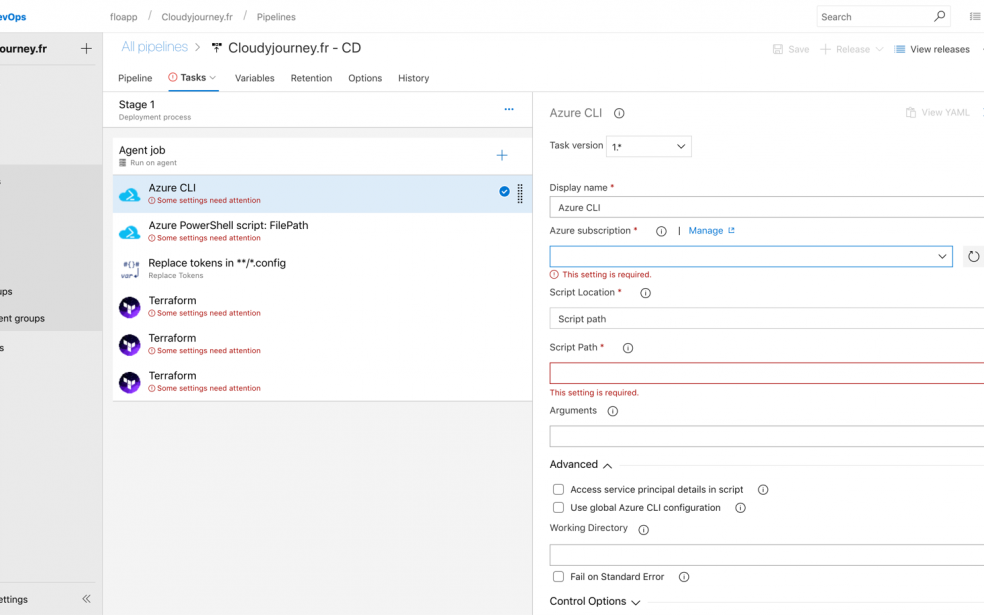 evOps
floapp / Cloudyjourney.fr / Pipelines
Search
ourney.fr
All pipelines > Cloudyjourney.fr - CD
Save
Release
View releases
Pipeline
Tasks
Variables
Retention
Options
History
Stage 1
Deployment process
Agent job
Run on agent
Azure CLI
Some settings need attention
Azure PowerShell script: FilePath
Some settings need attention
Replace tokens in **/*.config
Replace Tokens
Terraform
Some settings need attention
Terraform
Some settings need attention
Terraform
Some settings need attention
ups
ent groups
s
ettings
Azure CLI
View YAML
Task version
1.*
Display name *
Azure CLI
Azure subscription *
| Manage
This setting is required.
Script Location *
Script path
Script Path *
This setting is required.
Arguments
Advanced
Access service principal details in script
Use global Azure CLI configuration
Working Directory
Fail on Standard Error
Control Options